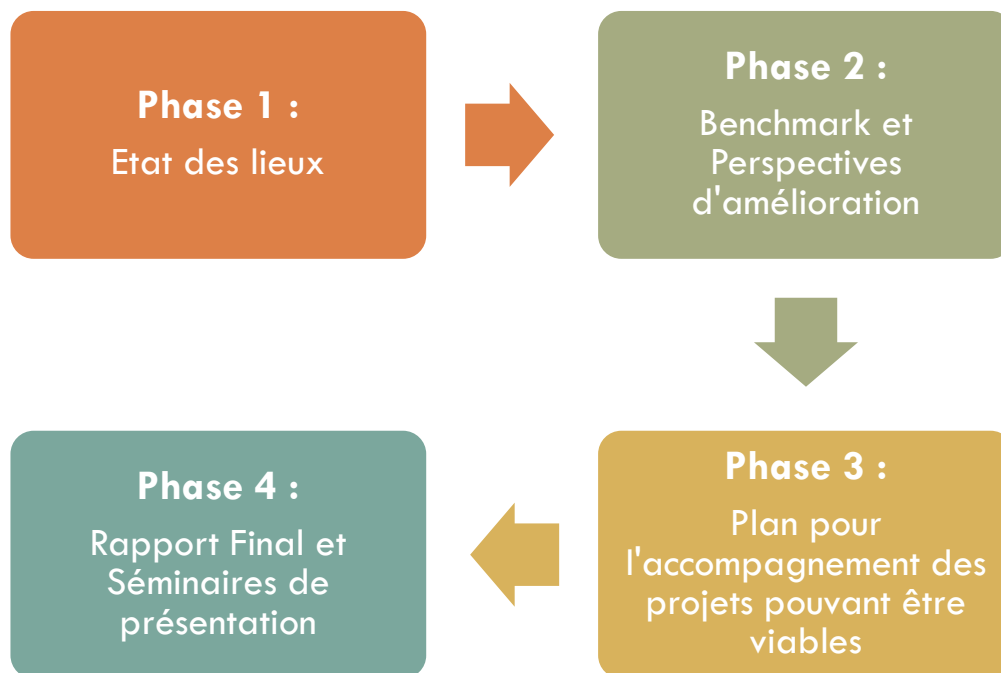 Phase 1 :
Etat des lieux
Phase 2 :
Benchmark et
Perspectives
d'amélioration
Phase 3 :
Plan pour
l'accompagnement des
projets pouvant être
viables
Phase 4 :
Rapport Final et
Séminaires de
présentation